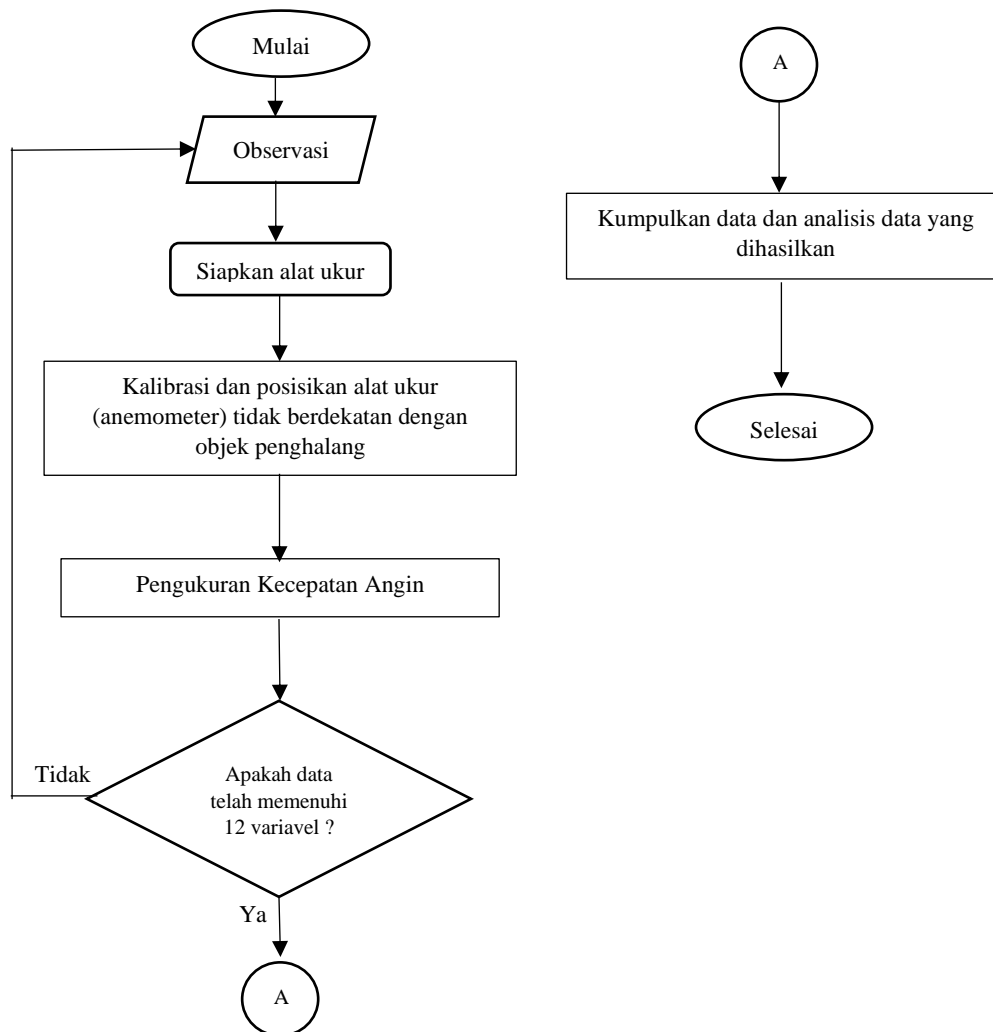 Mulai
Observasi
Siapkan alat ukur
Kalibrasi dan posisikan alat ukur
(anemometer) tidak berdekatan dengan
objek penghalang
Pengukuran Kecepatan Angin
Tidak
Apakah data
telah memenuhi
12 variavel ?
Ya
A
A
Kumpulkan data dan analisis data yang
dihasilkan
Selesai